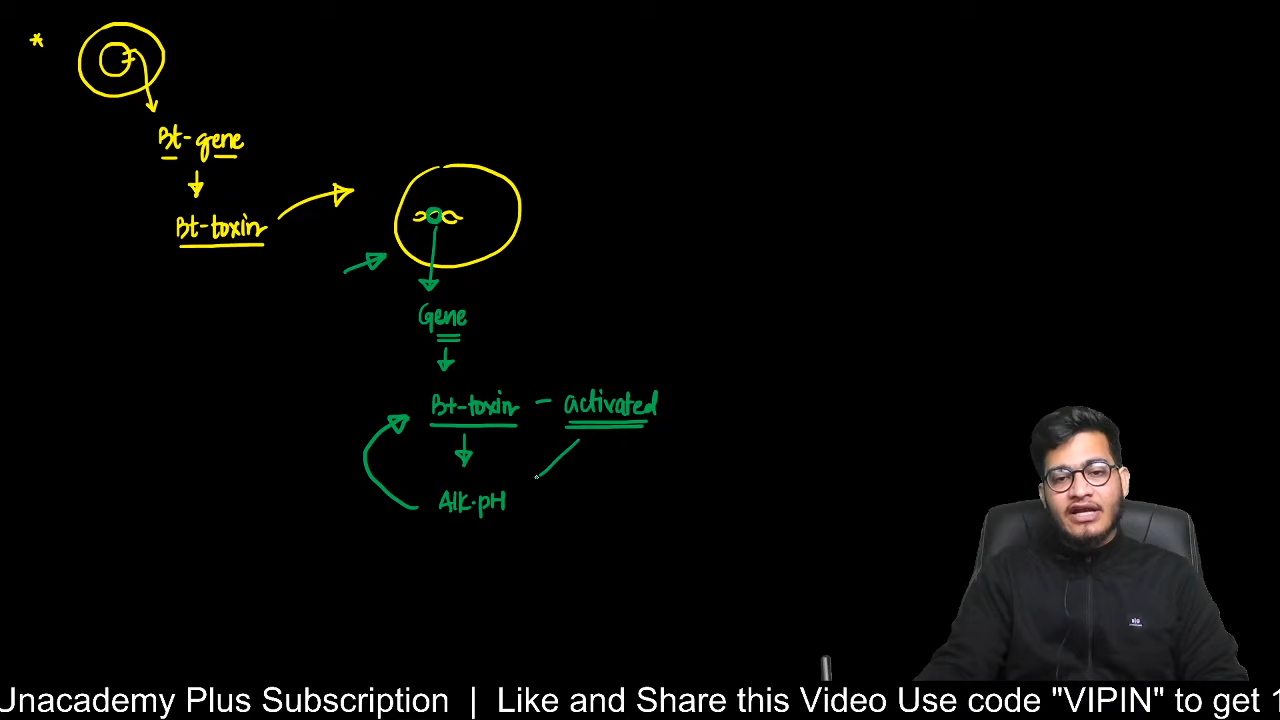 *
Bt-gene
Bt-toxin
Gene
Bt-toxin - activated
Alk.pH
Unacademy Plus Subscription | Like and Share this Video Use code "VIPIN" to get 1